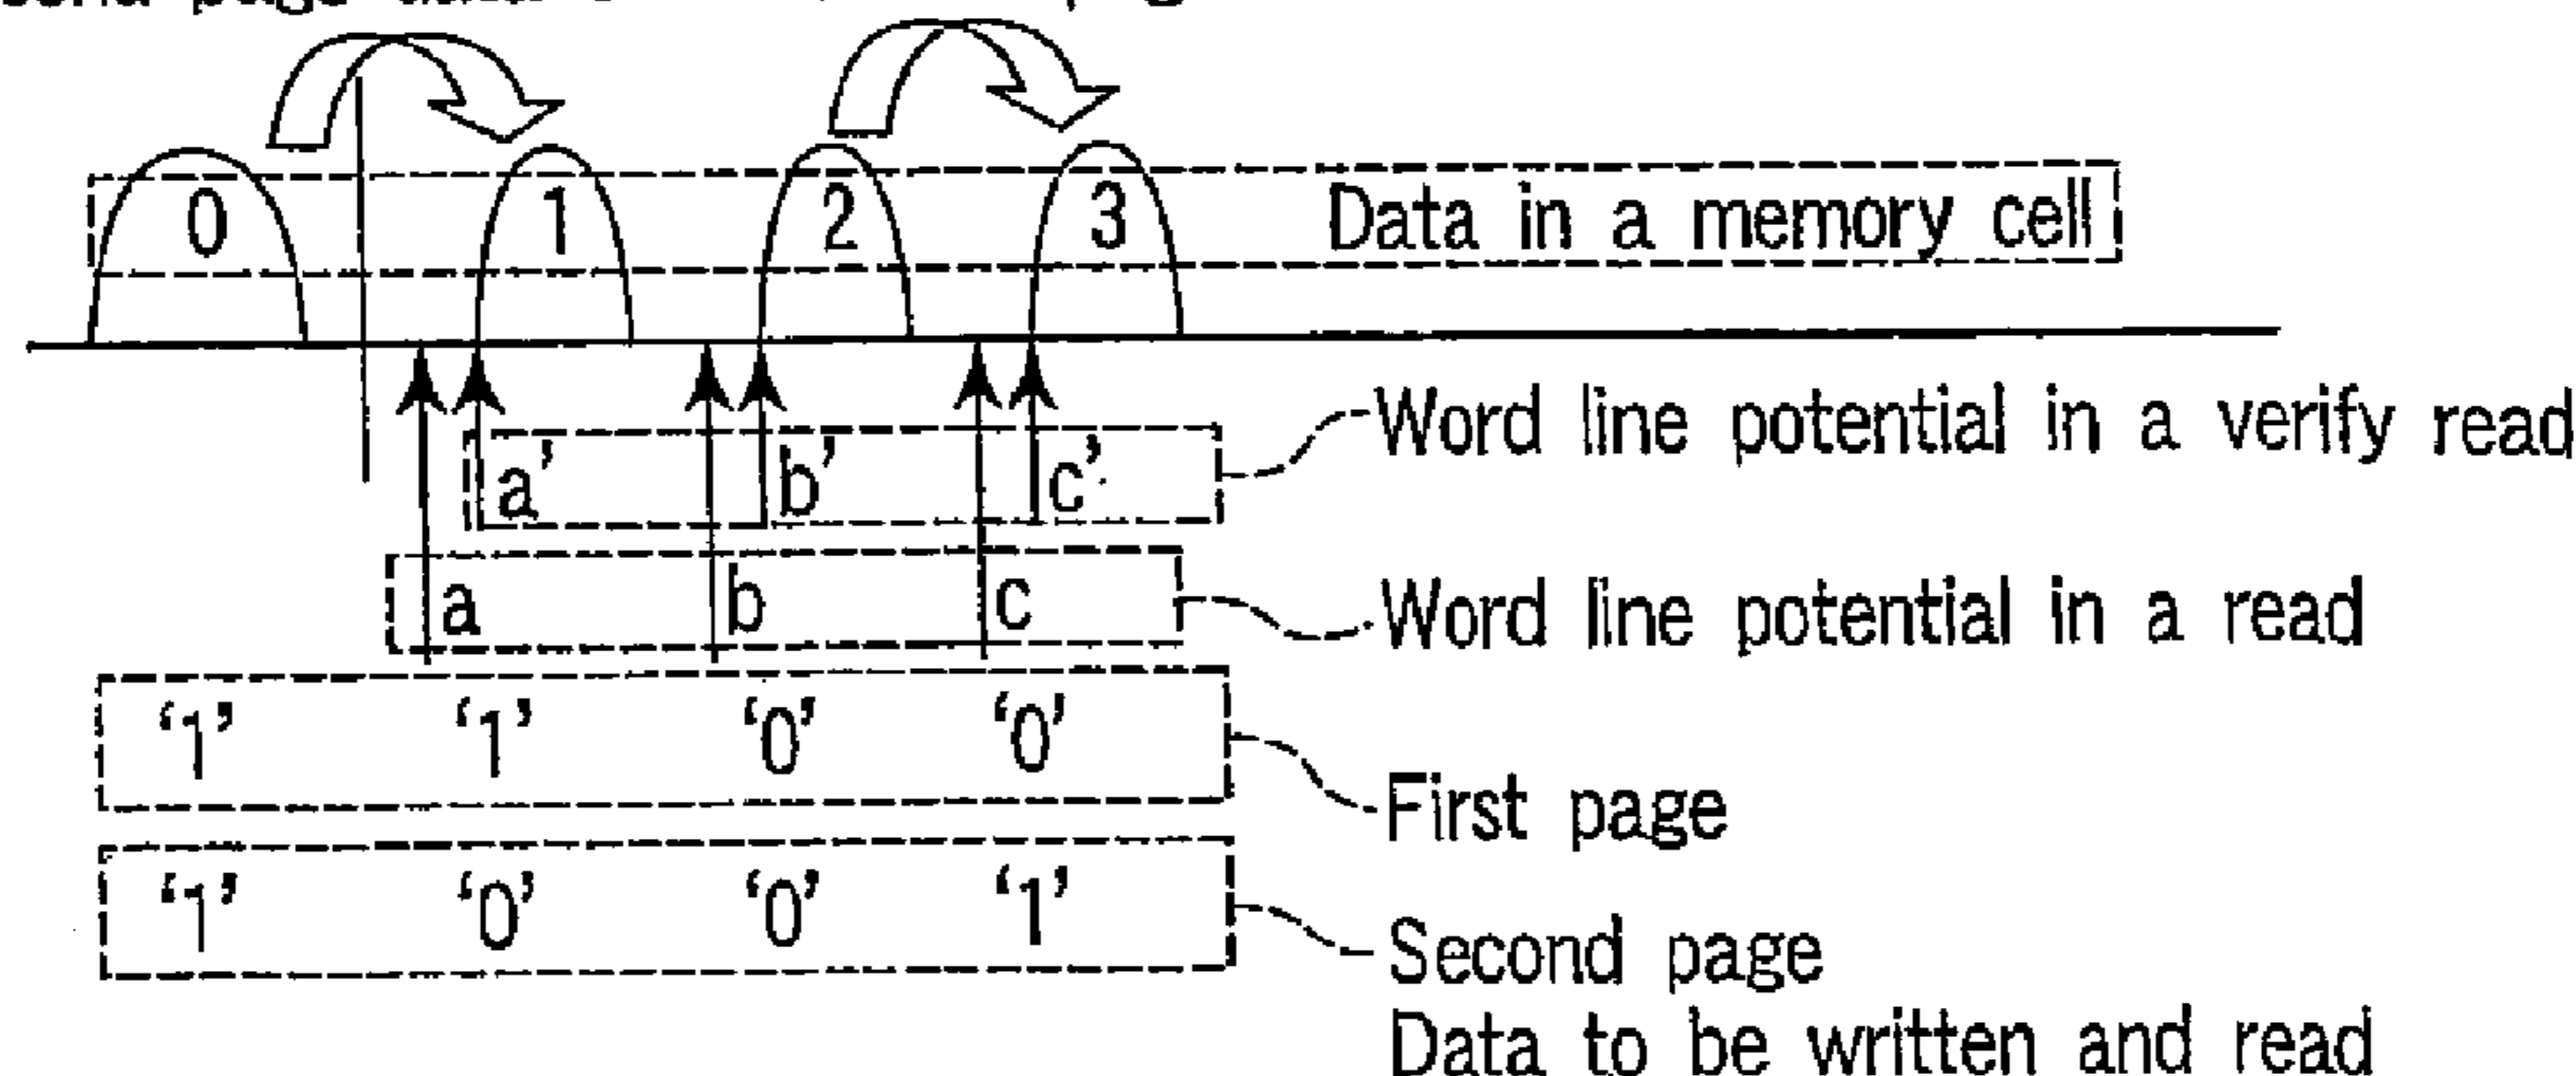 0 1 2 3 Data in a memory cell
a' b' c' Word line potential in a verify read
a b c Word line potential in a read
‘1’ ‘1’ ‘0’ ‘0’
First page
‘1’ ‘0’ ‘0’ ‘1’
Second page
Data to be written and read